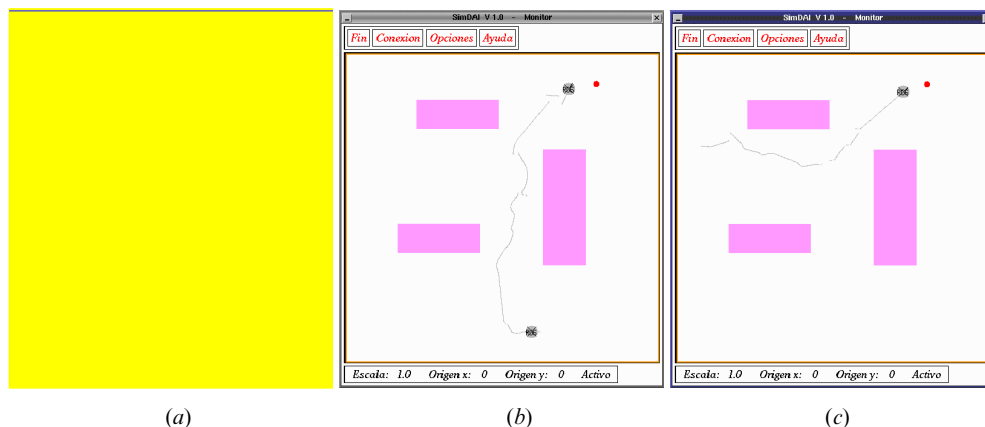 SimDAI V 1.0 - Monitor
Fin Conexion Opciones Ayuda
Escala: 1.0 Origen x: 0 Origen y: 0 Activo
SimDAI V 1.0 - Monitor
Fin Conexion Opciones Ayuda
Escala: 1.0 Origen x: 0 Origen y: 0 Activo
(a) (b) (c)